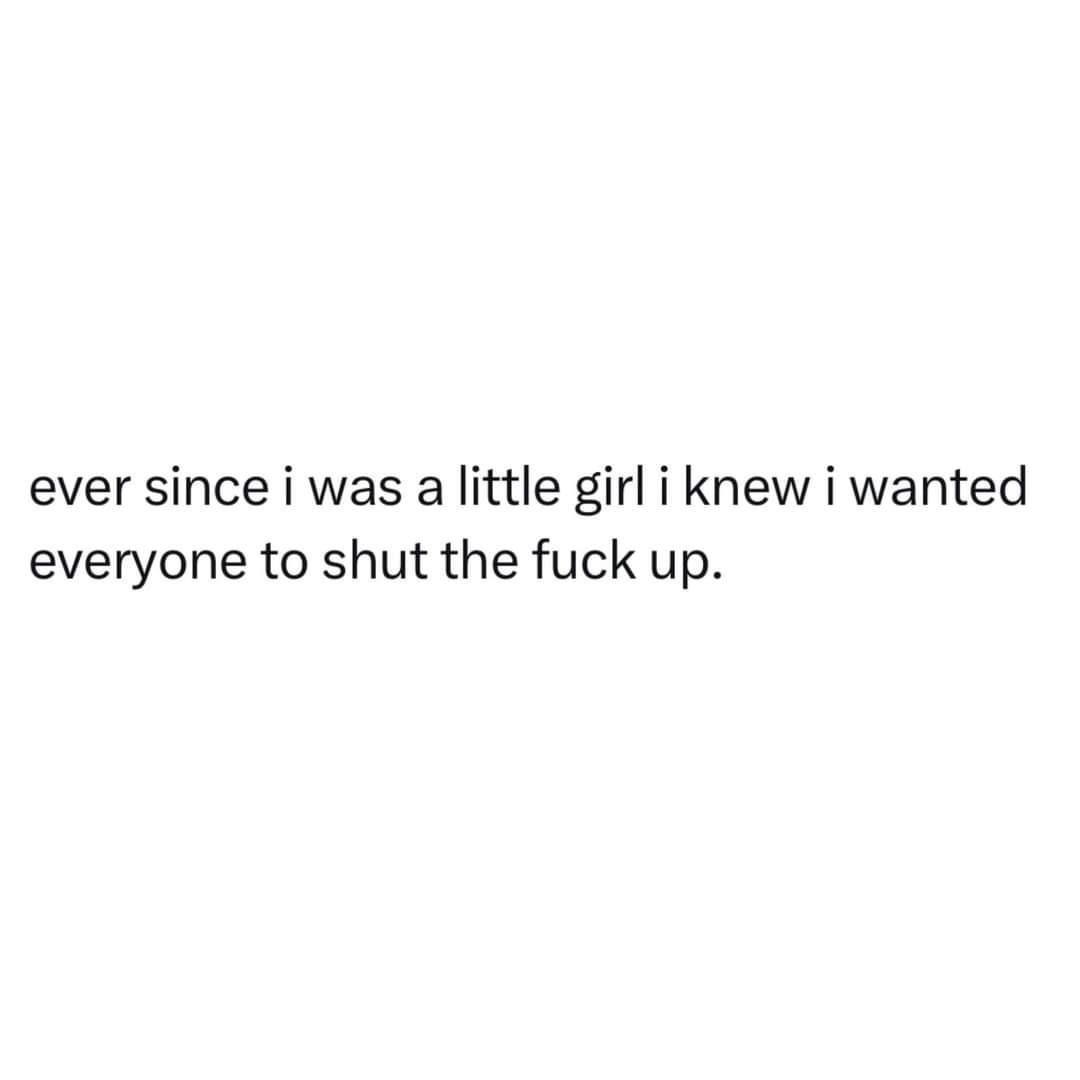 ever since i was a little girl i knew i wanted
everyone to shut the fuck up.